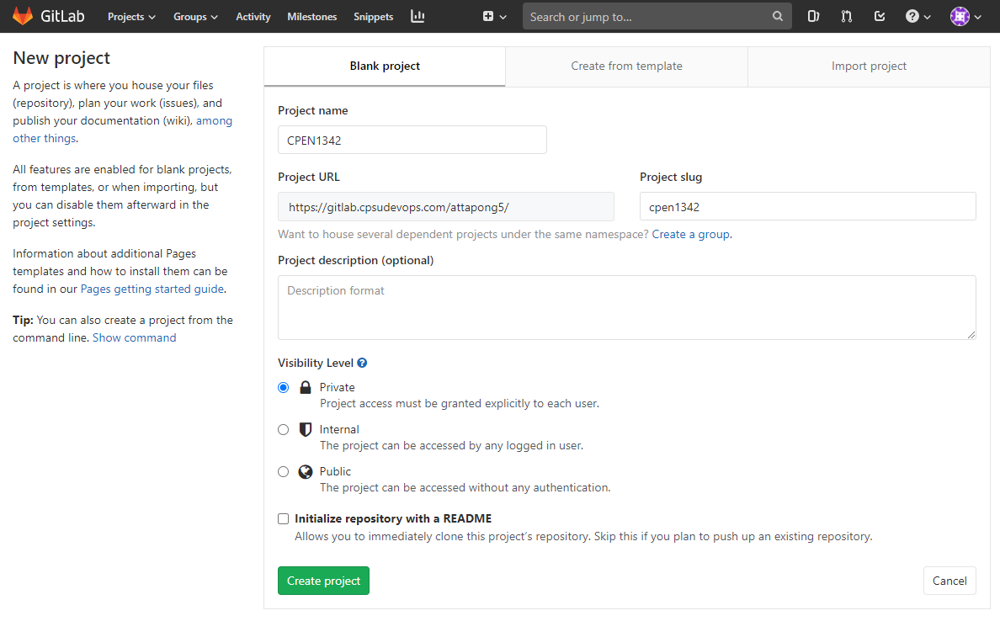 GitLab Projects Groups Activity Milestones Snippets Search or jump to...
New project
A project is where you house your files
(repository), plan your work (issues), and
publish your documentation (wiki), among
other things.
All features are enabled for blank projects,
from templates, or when importing, but
you can disable them afterward in the
project settings.
Information about additional Pages
templates and how to install them can be
found in our Pages getting started guide.
Tip: You can also create a project from the
command line. Show command
Blank project Create from template Import project
Project name
CPEN1342
Project URL Project slug
https://gitlab.cpsudevops.com/attapong5/ cpen1342
Want to house several dependent projects under the same namespace? Create a group.
Project description (optional)
Description format
Visibility Level ?
Private
Project access must be granted explicitly to each user.
Internal
The project can be accessed by any logged in user.
Public
The project can be accessed without any authentication.
Initialize repository with a README
Allows you to immediately clone this project’s repository. Skip this if you plan to push up an existing repository.
Create project Cancel